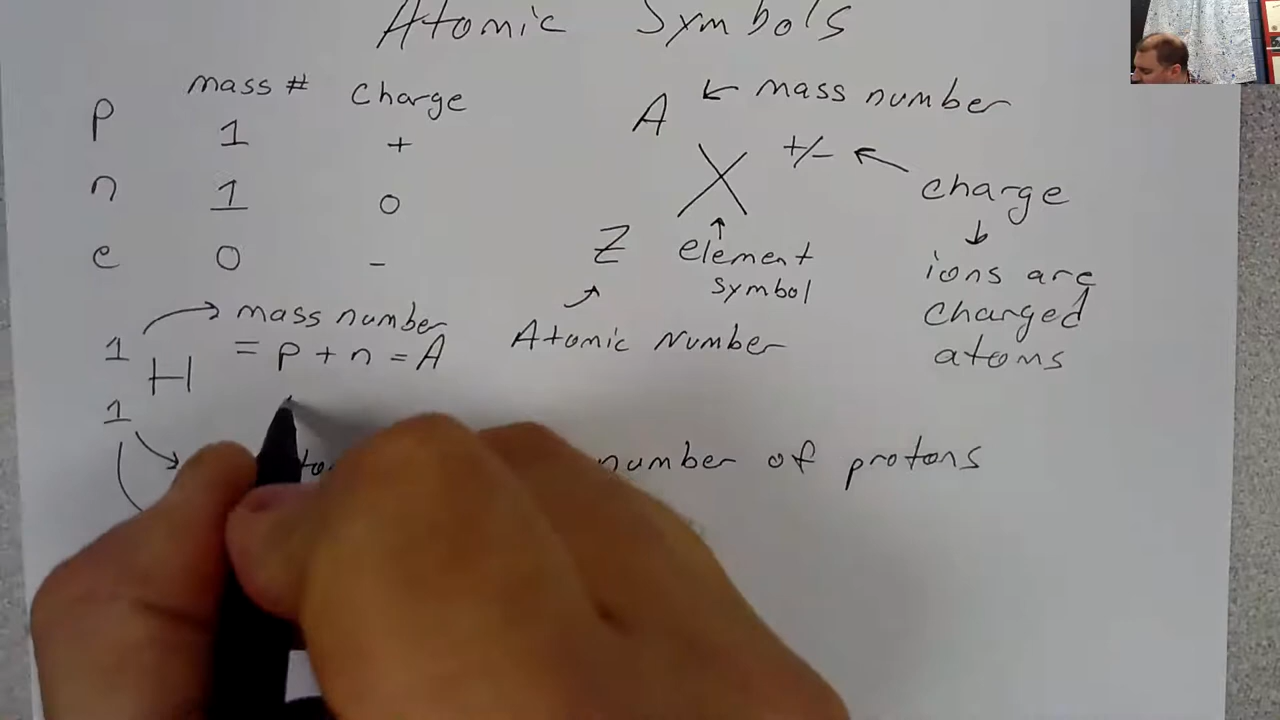 Atomic Symbols
mass # charge
p 1 +
n 1 0
e 0 -
A ← mass number
X +/- ← charge
Z element symbol
Atomic Number
ions are
charged
atoms
1 mass number
H = p + n = A
1
number of protons